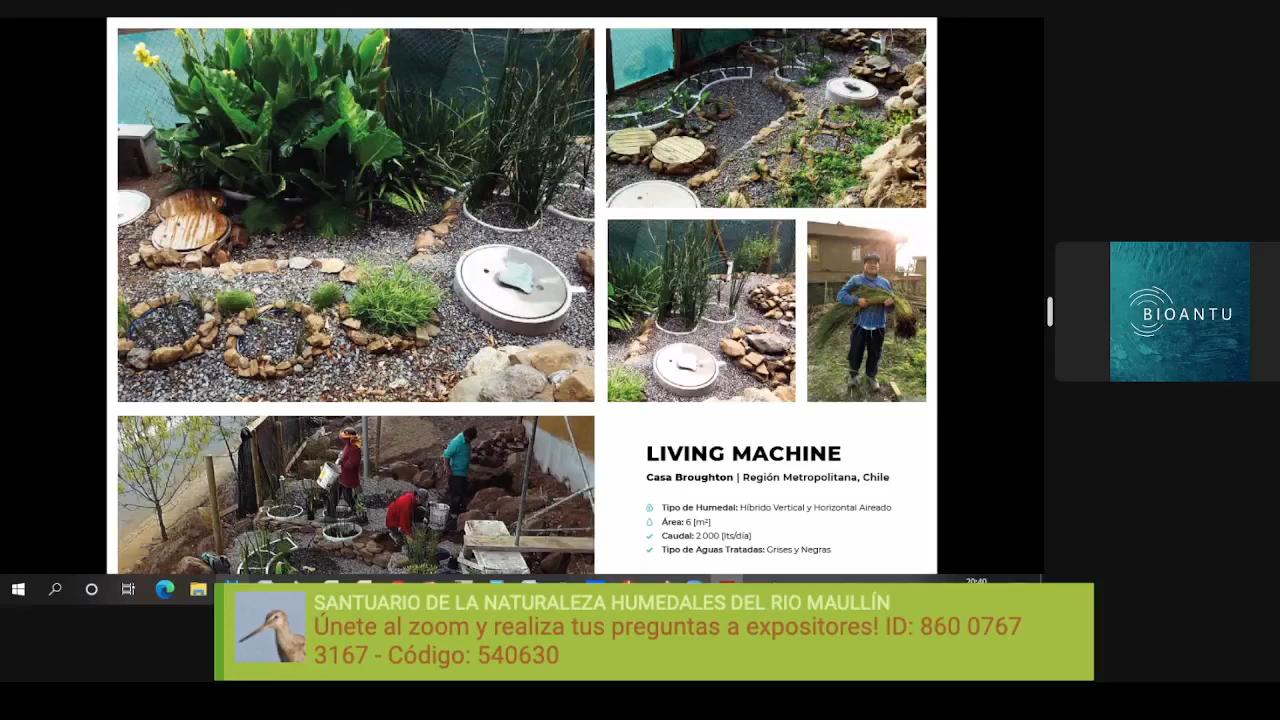 BIOANTU
LIVING MACHINE
Casa Broughton | Región Metropolitana, Chile
Tipo de Humedal: Híbrido Vertical y Horizontal Aireado
Área: 6 [m²]
Caudal: 2.000 [lts/día]
Tipo de Aguas Tratadas: Grises y Negras
20:40
SANTUARIO DE LA NATURALEZA HUMEDALES DEL RIO MAULLÍN
Únete al zoom y realiza tus preguntas a expositores! ID: 860 0767
3167 - Código: 540630